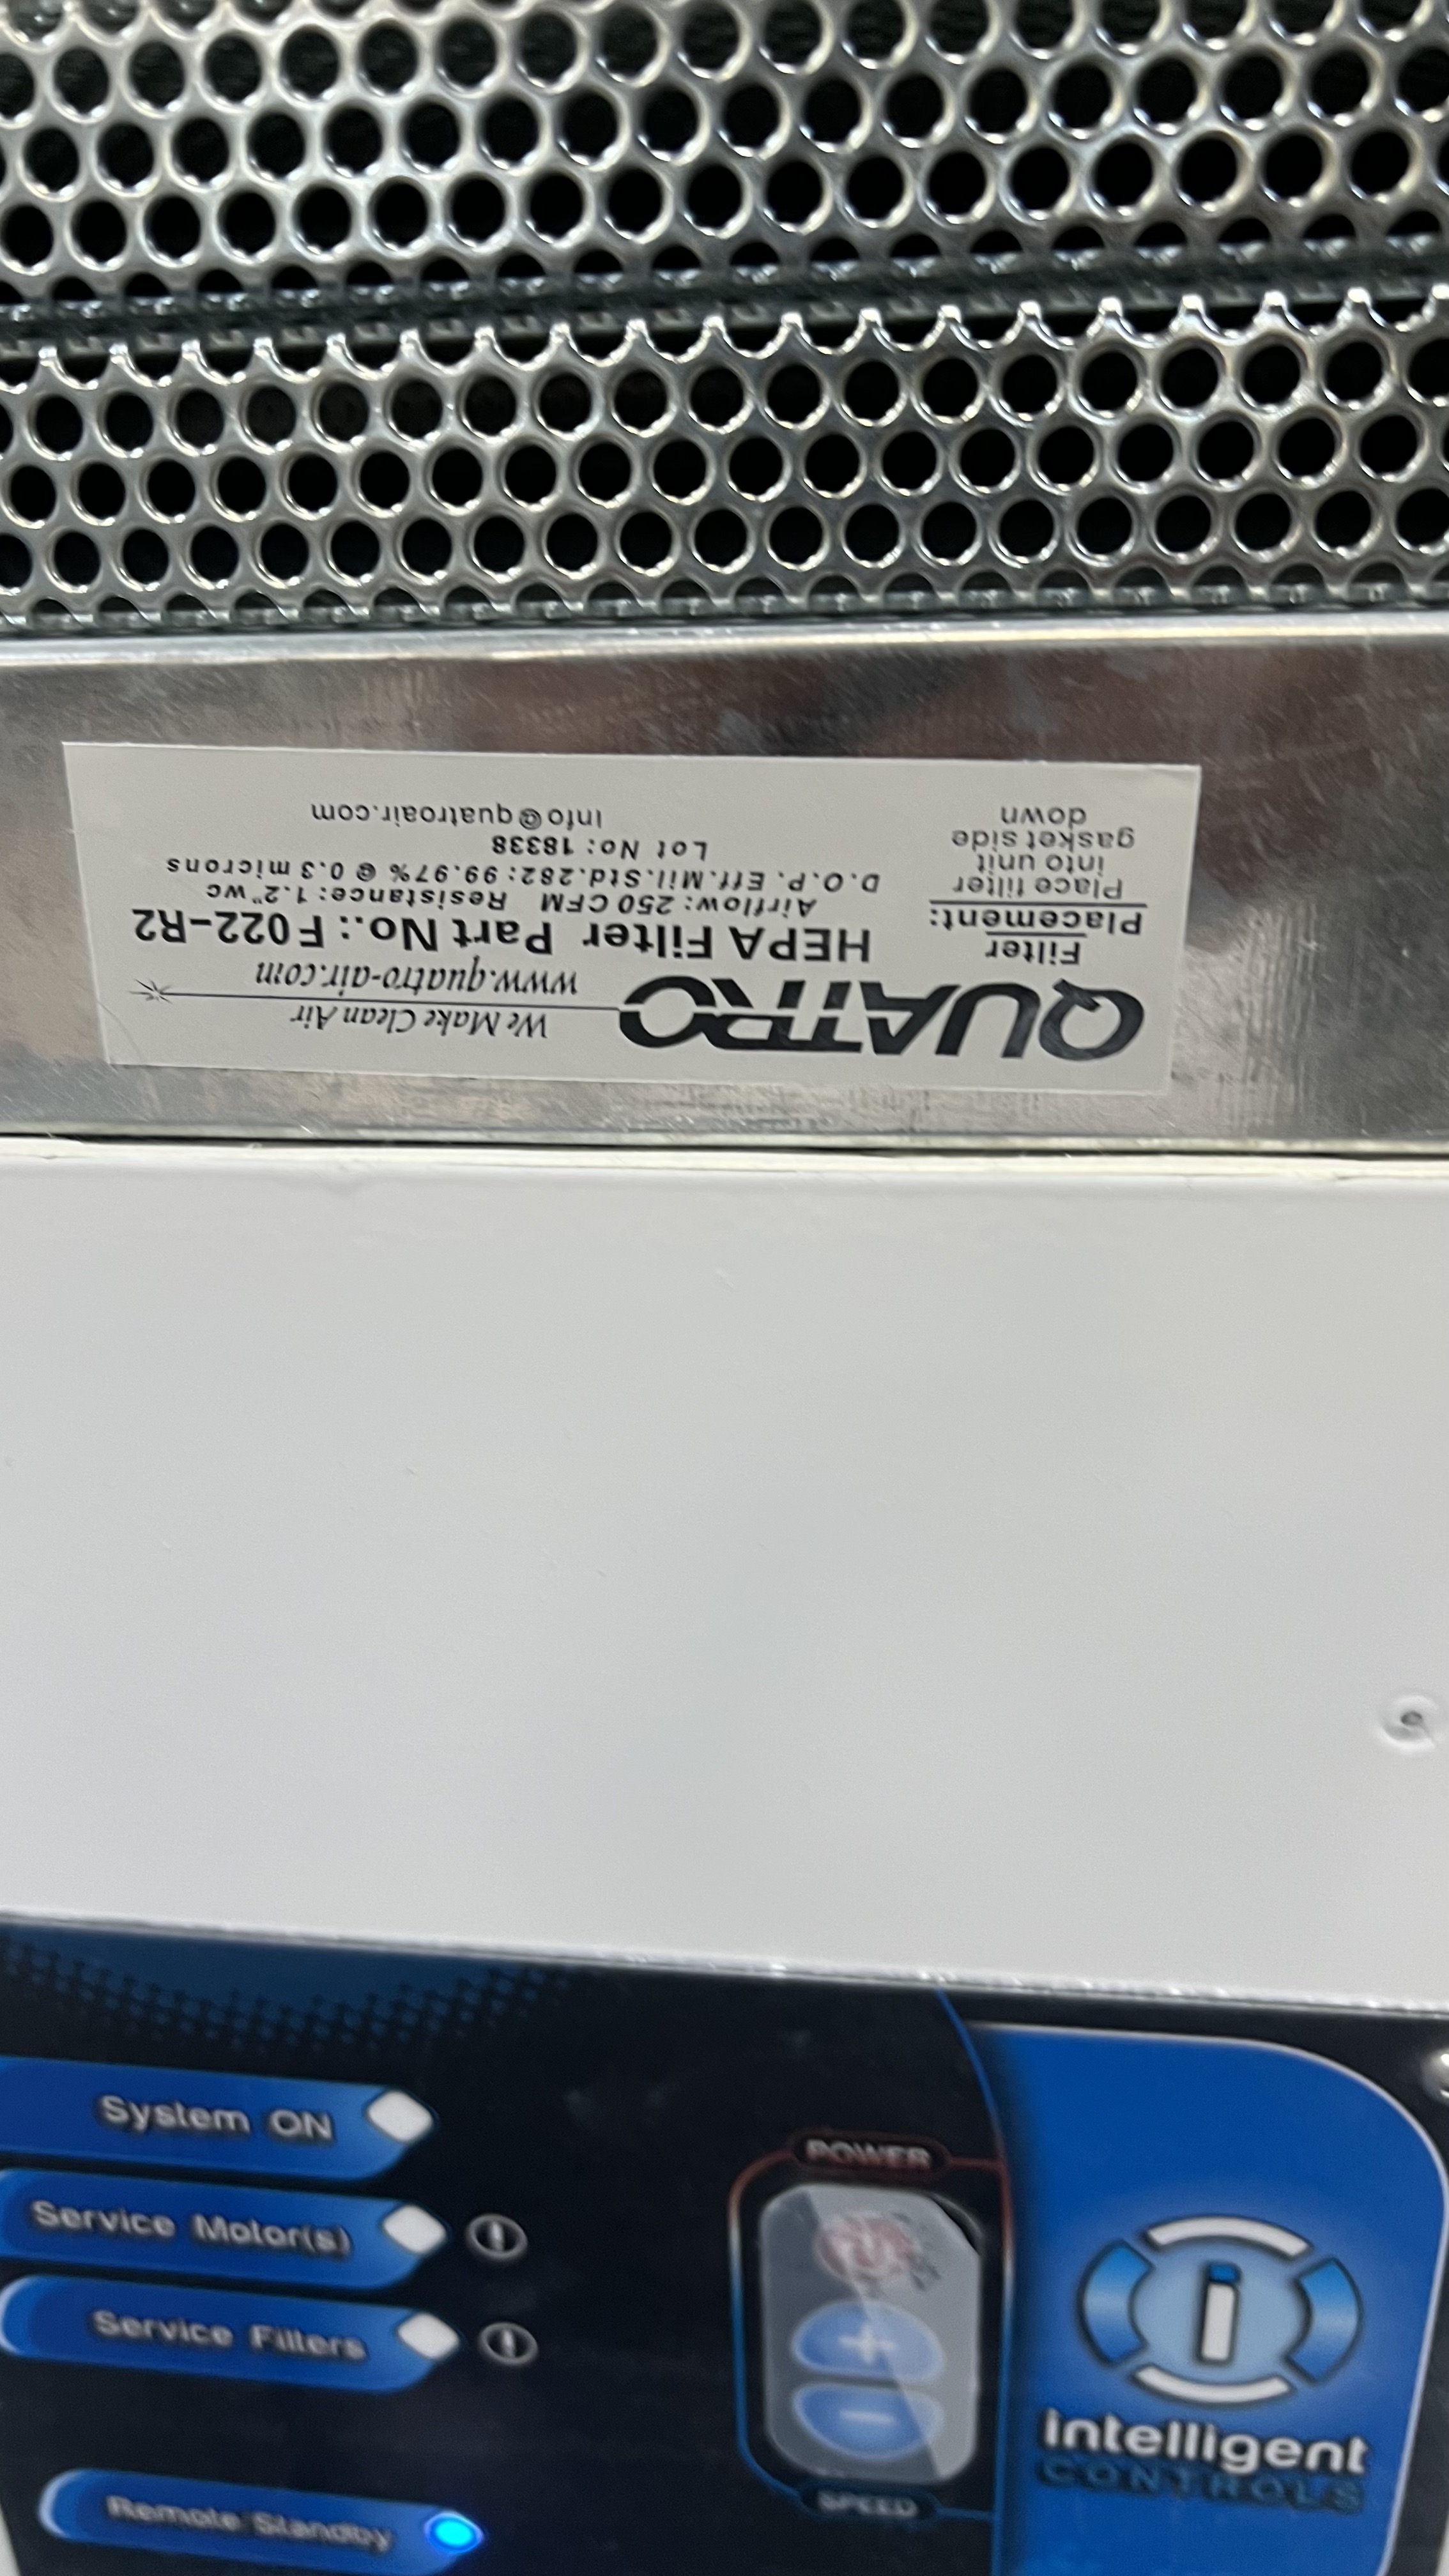 QUATRO
We Make Clean Air
www.quatro-air.com
Filter
Placement:
Place filter
into unit
gasket side
down
HEPA Filter Part No.: F022-R2
Airflow: 250 CFM Resistance: 1.2"wc
D.O.P. Eff.Mil.Std.282: 99.97% @ 0.3 microns
Lot No: 18338
Info@quatroair.com
System ON
Service Motor(s)
Service Filters
Remote Standby
POWER
+
-
SPEED
i
intelligent
CONTROLS